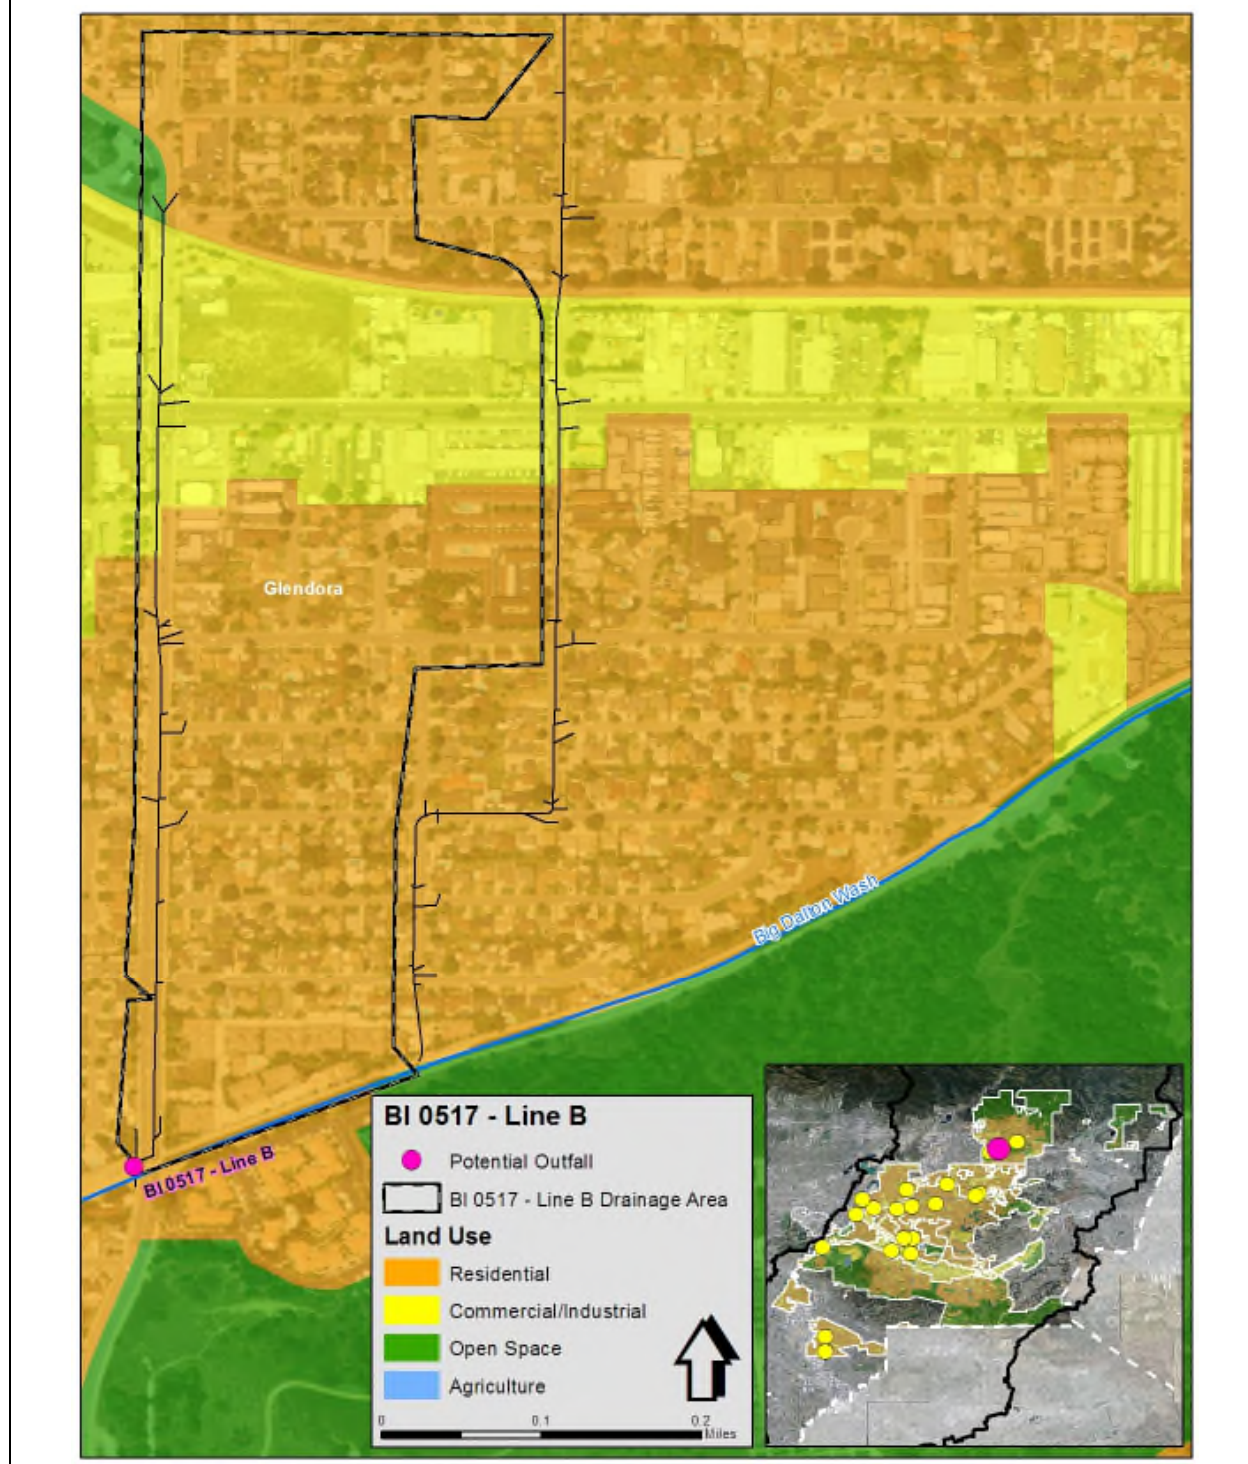 Glendora
Big Dalton Wash
BI 0517 - Line B
BI 0517 - Line B
Potential Outfall
BI 0517 - Line B Drainage Area
Land Use
Residential
Commercial/Industrial
Open Space
Agriculture
0 0.1 0.2
Miles